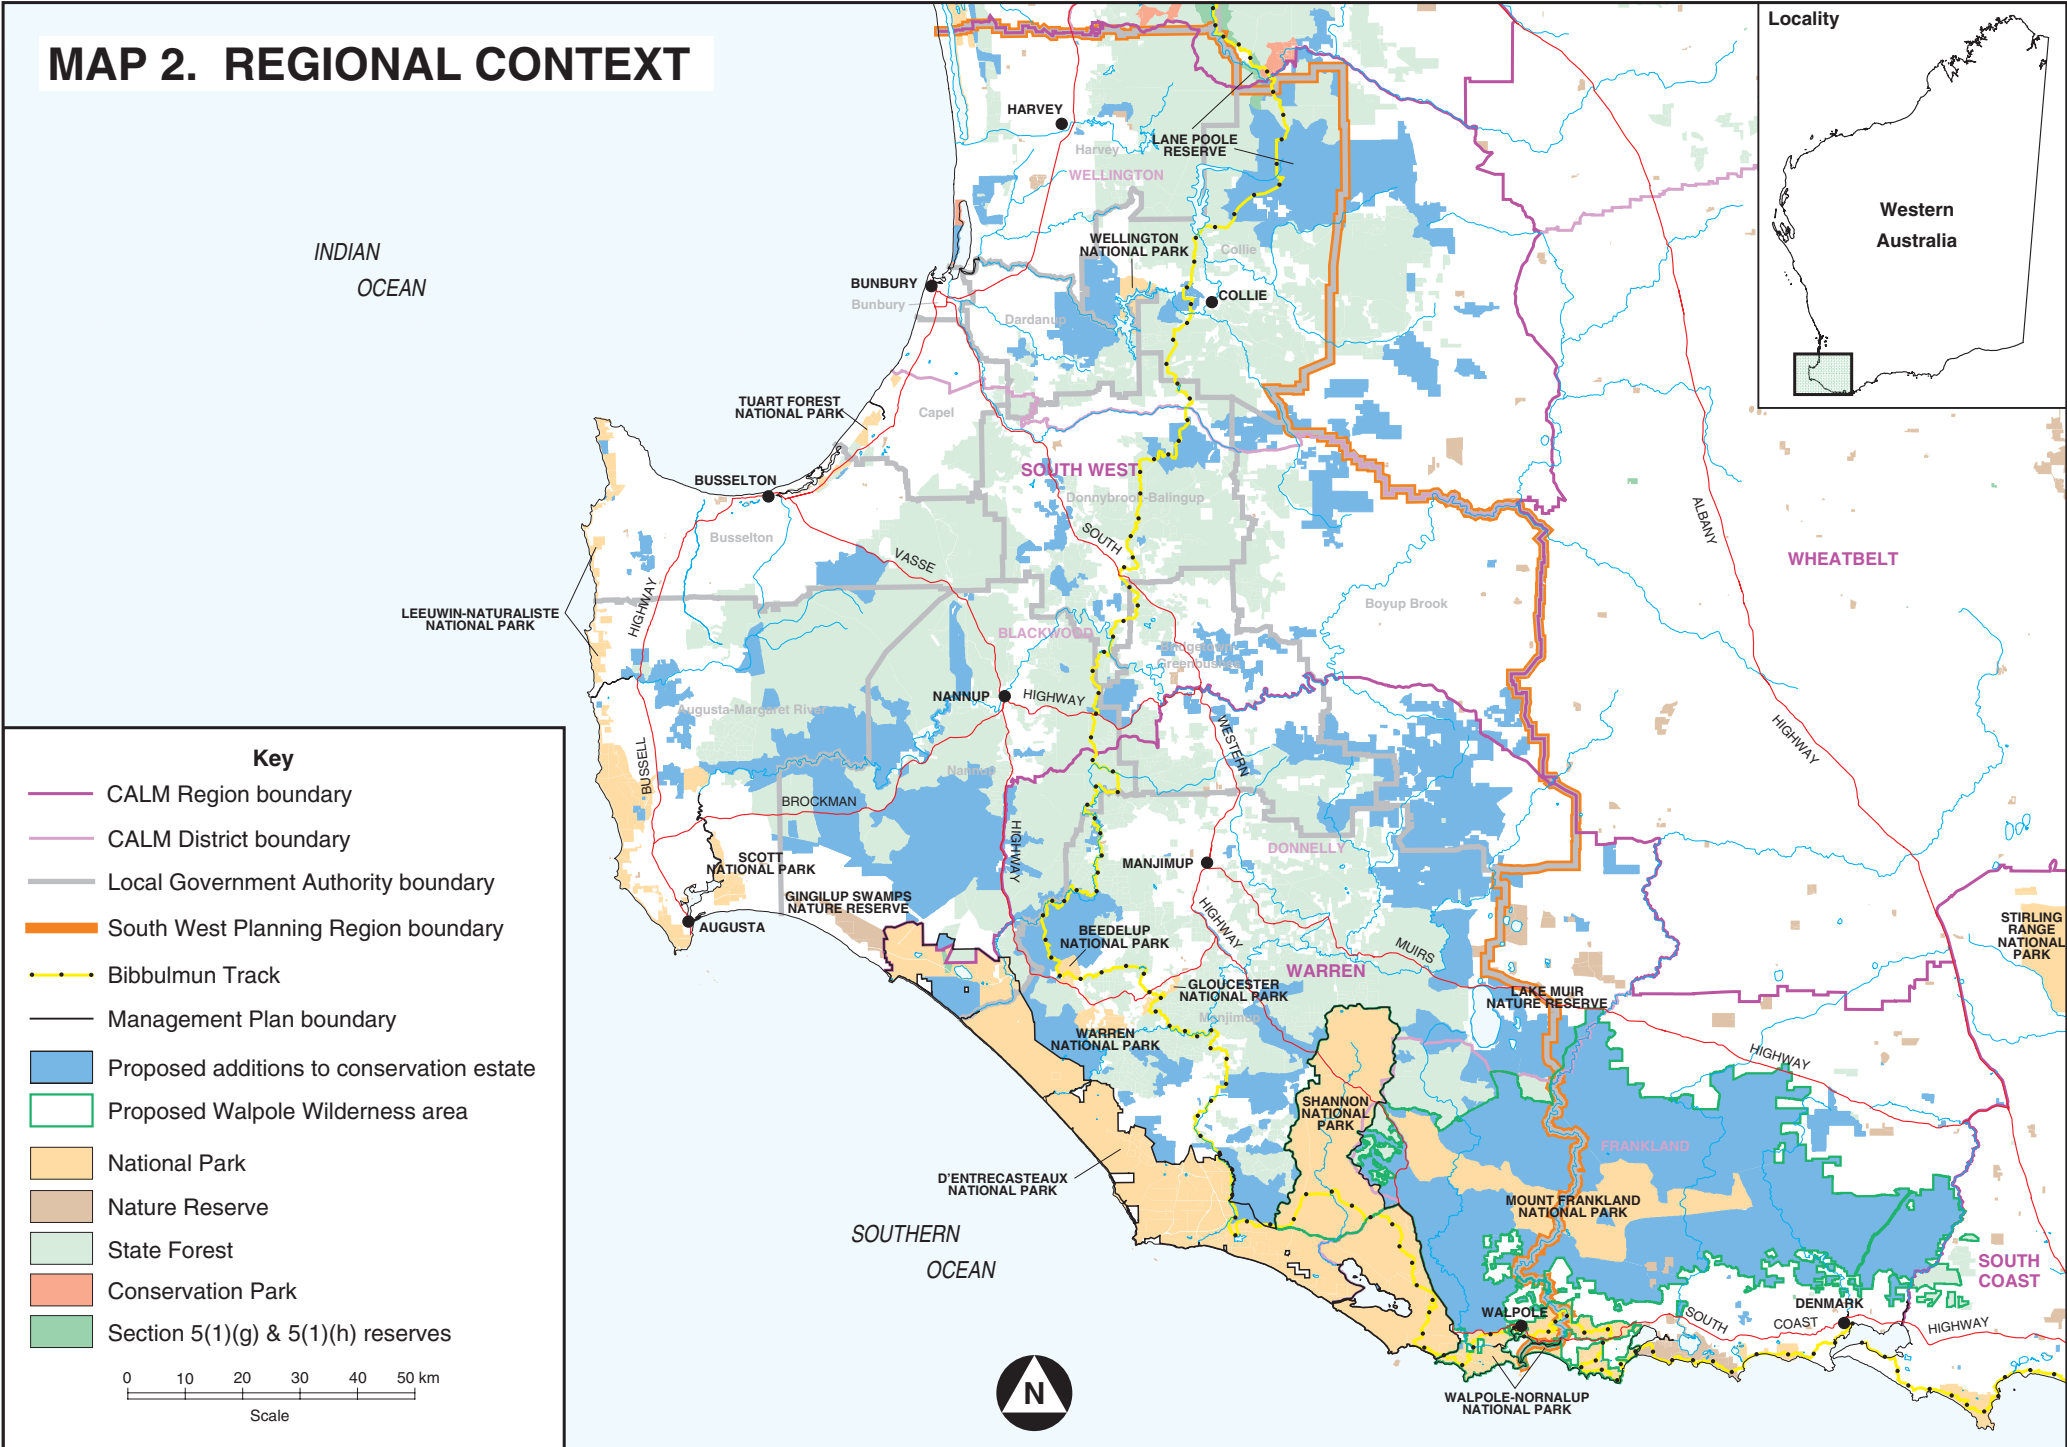 MAP 2. REGIONAL CONTEXT
Locality
Western
Australia
INDIAN
OCEAN
HARVEY
Harvey
WELLINGTON
LANE POOLE
RESERVE
WELLINGTON
NATIONAL PARK
Collie
COLLIE
BUNBURY
Bunbury
Dardanup
TUART FOREST
NATIONAL PARK
Capel
SOUTH WEST
Donnybrook-Balingup
BUSSELTON
Busselton
VASSE
SOUTH
ALBANY
WHEATBELT
HIGHWAY
LEEUWIN-NATURALISTE
NATIONAL PARK
BLACKWOOD
Boyup Brook
Bridgetown-
Greenbushes
NANNUP
HIGHWAY
Augusta-Margaret River
WESTERN
HIGHWAY
BUSSELL
Nannup
BROCKMAN
HIGHWAY
DONNELLY
MANJIMUP
SCOTT
NATIONAL PARK
GINGILUP SWAMPS
NATURE RESERVE
AUGUSTA
HIGHWAY
BEEDELUP
NATIONAL PARK
MUIRS
WARREN
STIRLING
RANGE
NATIONAL
PARK
GLOUCESTER
NATIONAL PARK
LAKE MUIR
NATURE RESERVE
Manjimup
WARREN
NATIONAL PARK
HIGHWAY
SHANNON
NATIONAL
PARK
FRANKLAND
D'ENTRECASTEAUX
NATIONAL PARK
MOUNT FRANKLAND
NATIONAL PARK
SOUTHERN
OCEAN
SOUTH
COAST
WALPOLE
DENMARK
SOUTH
COAST
HIGHWAY
WALPOLE-NORNALUP
NATIONAL PARK
N
Key
CALM Region boundary
CALM District boundary
Local Government Authority boundary
South West Planning Region boundary
Bibbulmun Track
Management Plan boundary
Proposed additions to conservation estate
Proposed Walpole Wilderness area
National Park
Nature Reserve
State Forest
Conservation Park
Section 5(1)(g) & 5(1)(h) reserves
0 10 20 30 40 50 km
Scale